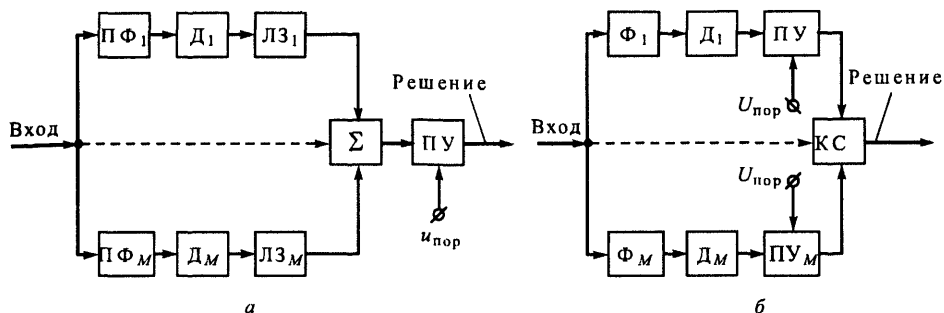 ПФ₁ Д₁ ЛЗ₁
Решение
Вход
Σ ПУ
uпор
ПФM ДM ЛЗM
а
Ф₁ Д₁ ПУ
Решение
Uпор
Вход
КС
Uпор
ФM ДM ПУM
б